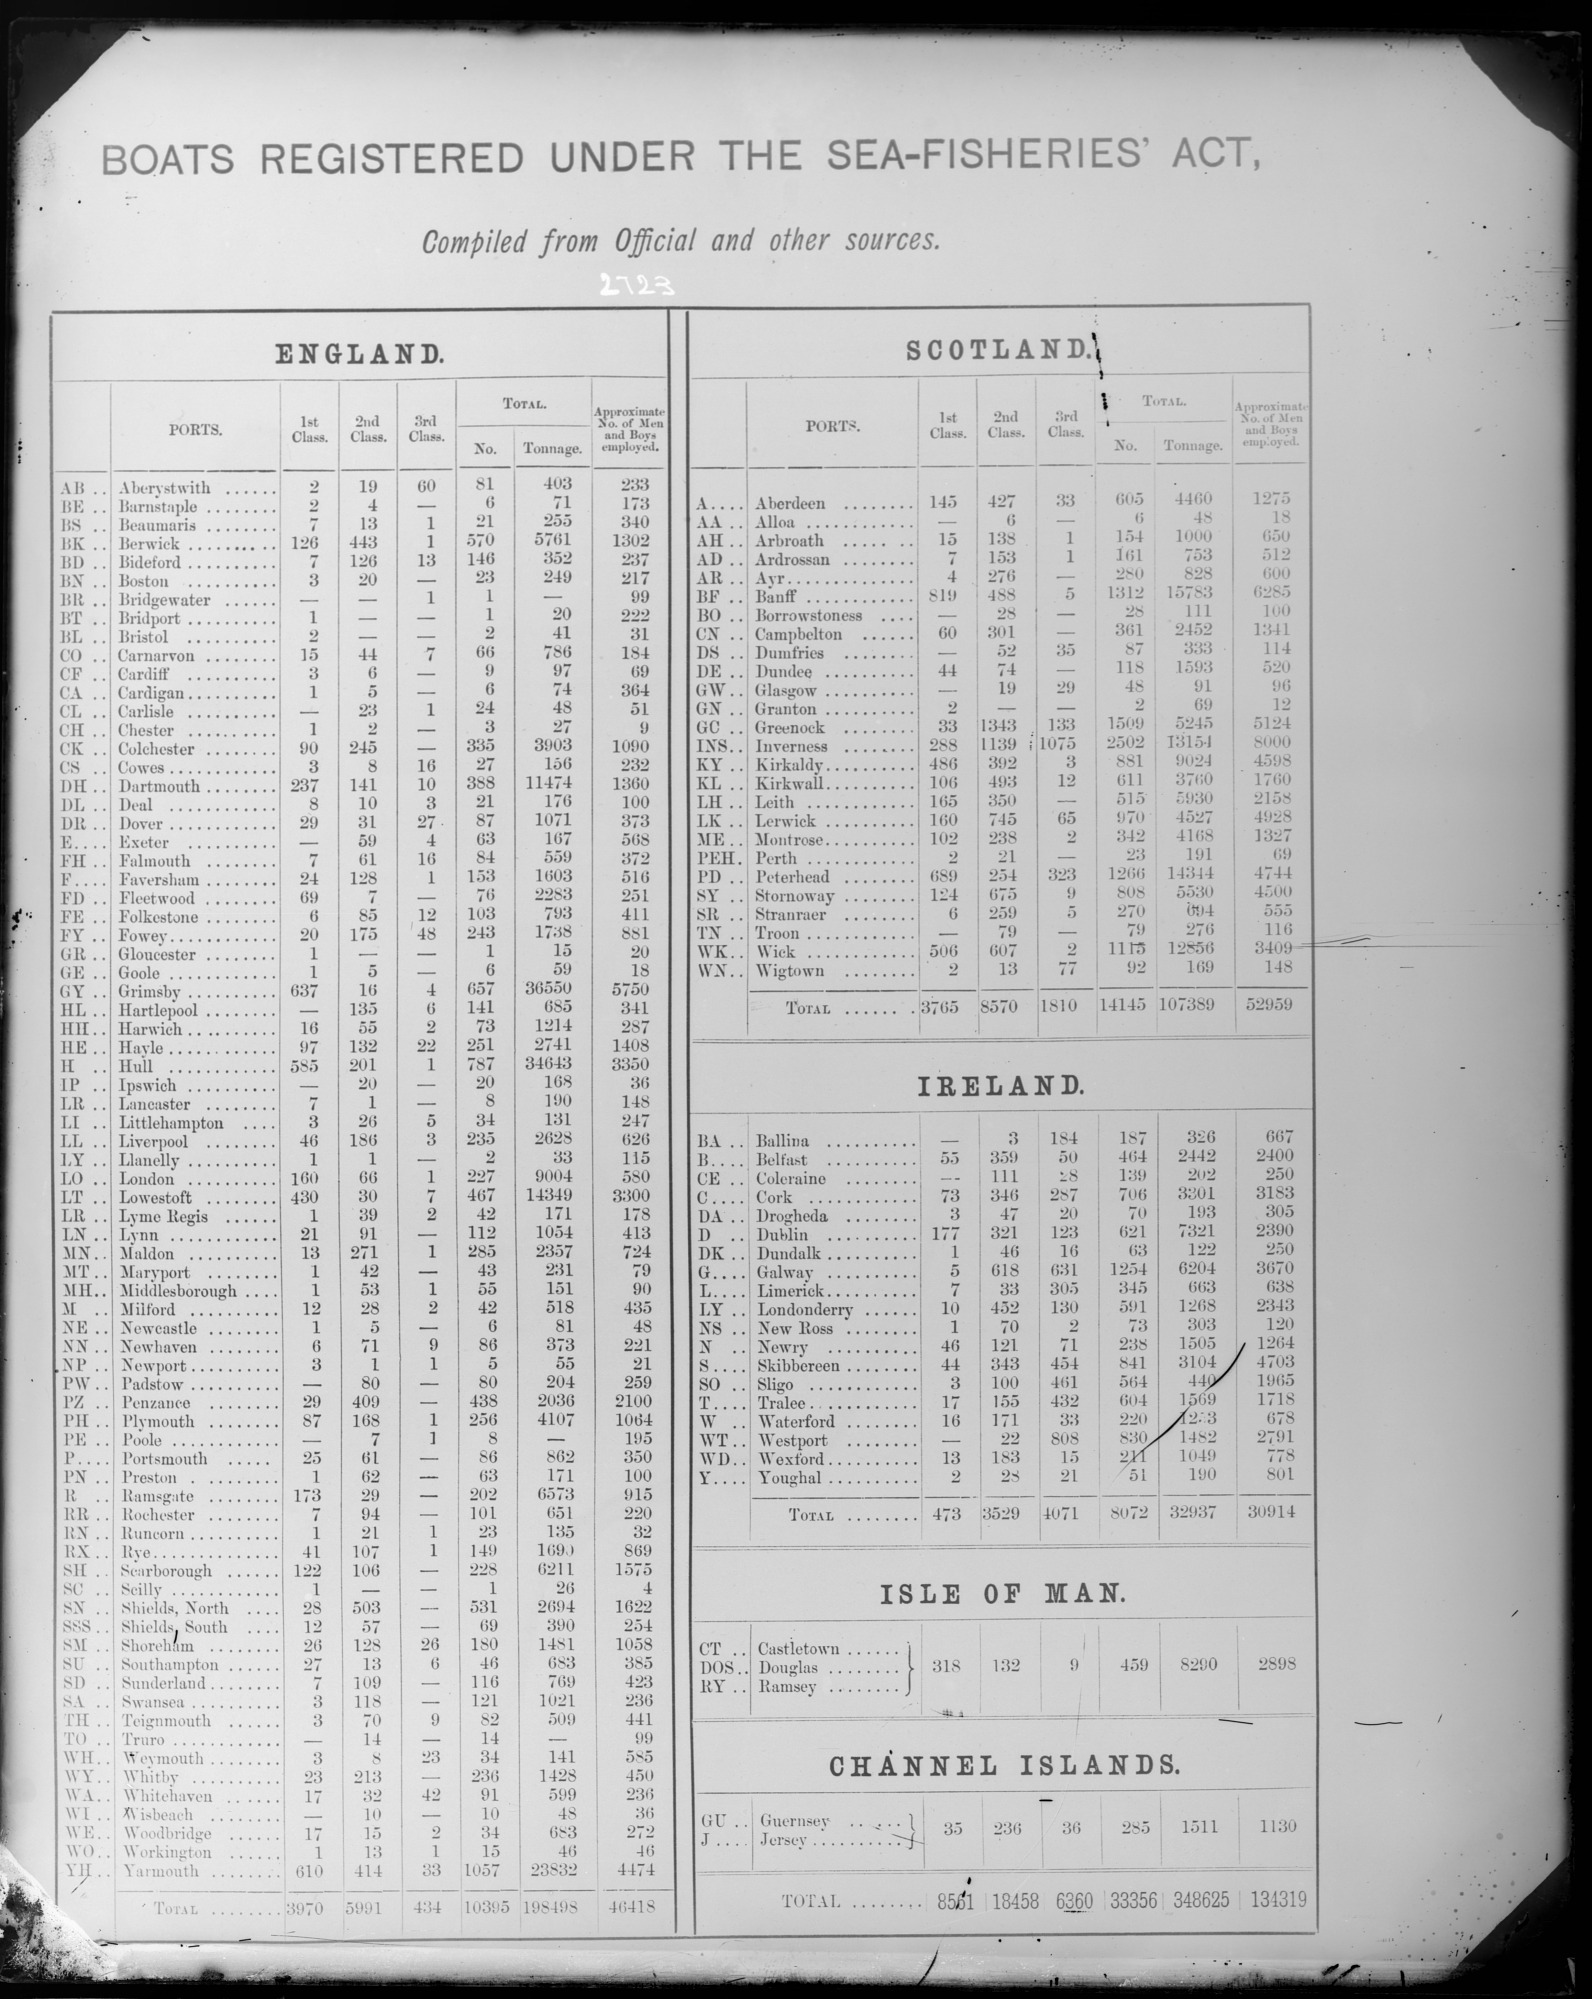 BOATS REGISTERED UNDER THE SEA-FISHERIES' ACT,
Compiled from Official and other sources.
2723
ENGLAND.
PORTS. 1st Class. 2nd Class. 3rd Class. TOTAL. No. Tonnage. Approximate No. of Men and Boys employed.
AB .. Aberystwith ...... 2 19 60 81 403 233
BE .. Barnstaple ........ 2 4 — 6 71 173
BS .. Beaumaris ........ 7 13 1 21 255 340
BK .. Berwick .......... 126 443 1 570 5761 1302
BD .. Bideford .......... 7 126 13 146 352 237
BN .. Boston .......... 3 20 — 23 249 217
BR .. Bridgewater ...... — — 1 1 — 99
BT .. Bridport .......... 1 — — 1 20 222
BL .. Bristol .......... 2 — — 2 41 31
CO .. Carnarvon ........ 15 44 7 66 786 184
CF .. Cardiff .......... 3 6 — 9 97 69
CA .. Cardigan .......... 1 5 — 6 74 364
CL .. Carlisle .......... — 23 1 24 48 51
CH .. Chester .......... 1 2 — 3 27 9
CK .. Colchester ........ 90 245 — 335 3903 1090
CS .. Cowes ............ 3 8 16 27 156 232
DH .. Dartmouth ........ 237 141 10 388 11474 1360
DL .. Deal ............ 8 10 3 21 176 100
DR .. Dover ............ 29 31 27 87 1071 373
E .... Exeter ............ — 59 4 63 167 568
FH .. Falmouth ........ 7 61 16 84 559 372
F .... Faversham ........ 24 128 1 153 1603 516
FD .. Fleetwood ........ 69 7 — 76 2283 251
FE .. Folkestone ........ 6 85 12 103 793 411
FY .. Fowey ............ 20 175 48 243 1738 881
GR .. Gloucester ........ 1 — — 1 15 20
GE .. Goole ............ 1 5 — 6 59 18
GY .. Grimsby .......... 637 16 4 657 36550 5750
HL .. Hartlepool ........ — 135 6 141 685 341
HH .. Harwich .......... 16 55 2 73 1214 287
HE .. Hayle ............ 97 132 22 251 2741 1408
H .. Hull ............ 585 201 1 787 34643 3350
IP .. Ipswich .......... — 20 — 20 168 36
LR .. Lancaster ........ 7 1 — 8 190 148
LI .. Littlehampton .... 3 26 5 34 131 247
LL .. Liverpool ........ 46 186 3 235 2628 626
LY .. Llanelly .......... 1 1 — 2 33 115
LO .. London .......... 160 66 1 227 9004 580
LT .. Lowestoft ........ 430 30 7 467 14349 3300
LR .. Lyme Regis ...... 1 39 2 42 171 178
LN .. Lynn ............ 21 91 — 112 1054 413
MN .. Maldon .......... 13 271 1 285 2357 724
MT .. Maryport ........ 1 42 — 43 231 79
MH .. Middlesborough .... 1 53 1 55 151 90
M .. Milford .......... 12 28 2 42 518 435
NE .. Newcastle ........ 1 5 — 6 81 48
NN .. Newhaven ........ 6 71 9 86 373 221
NP .. Newport .......... 3 1 1 5 55 21
PW .. Padstow .......... — 80 — 80 204 259
PZ .. Penzance ........ 29 409 — 438 2036 2100
PH .. Plymouth ........ 87 168 1 256 4107 1064
PE .. Poole ............ — 7 1 8 — 195
P .... Portsmouth ..... 25 61 — 86 862 350
PN .. Preston .......... 1 62 — 63 171 100
R .. Ramsgate ........ 173 29 — 202 6573 915
RR .. Rochester ........ 7 94 — 101 651 220
RN .. Runcorn .......... 1 21 1 23 135 32
RX .. Rye .............. 41 107 1 149 1690 869
SH .. Scarborough ...... 122 106 — 228 6211 1575
SC .. Scilly ............ 1 — — 1 26 4
SN .. Shields, North .... 28 503 — 531 2694 1622
SSS .. Shields, South .... 12 57 — 69 390 254
SM .. Shoreham ........ 26 128 26 180 1481 1058
SU .. Southampton ...... 27 13 6 46 683 385
SD .. Sunderland ........ 7 109 — 116 769 423
SA .. Swansea .......... 3 118 — 121 1021 236
TH .. Teignmouth ...... 3 70 9 82 509 441
TO .. Truro ............ — 14 — 14 — 99
WH .. Weymouth ........ 3 8 23 34 141 585
WY .. Whitby .......... 23 213 — 236 1428 450
WA .. Whitehaven ...... 17 32 42 91 599 236
WI .. Wisbeach ........ — 10 — 10 48 36
WE .. Woodbridge ...... 17 15 2 34 683 272
WO .. Workington ...... 1 13 1 15 46 46
YH .. Yarmouth ........ 610 414 33 1057 23832 4474
TOTAL ........ 3970 5991 434 10395 198498 46418
SCOTLAND.
PORTS. 1st Class. 2nd Class. 3rd Class. TOTAL. No. Tonnage. Approximate No. of Men and Boys employed.
A .... Aberdeen ........ 145 427 33 605 4460 1275
AA .. Alloa ............ — 6 — 6 48 18
AH .. Arbroath ........ 15 138 1 154 1000 650
AD .. Ardrossan ........ 7 153 1 161 753 512
AR .. Ayr .............. 4 276 — 280 828 600
BF .. Banff ............ 819 488 5 1312 15783 6285
BO .. Borrowstoness .... — 28 — 28 111 100
CN .. Campbelton ...... 60 301 — 361 2452 1341
DS .. Dumfries ........ — 52 35 87 333 114
DE .. Dundee .......... 44 74 — 118 1593 520
GW .. Glasgow .......... — 19 29 48 91 96
GN .. Granton .......... 2 — — 2 69 12
GC .. Greenock ........ 33 1343 133 1509 5245 5124
INS .. Inverness ........ 288 1139 1075 2502 13154 8000
KY .. Kirkaldy .......... 486 392 3 881 9024 4598
KL .. Kirkwall .......... 106 493 12 611 3760 1760
LH .. Leith ............ 165 350 — 515 5930 2158
LK .. Lerwick .......... 160 745 65 970 4527 4928
ME .. Montrose .......... 102 238 2 342 4168 1327
PEH . Perth ............ 2 21 — 23 191 69
PD .. Peterhead ........ 689 254 323 1266 14344 4744
SY .. Stornoway ........ 124 675 9 808 5530 4500
SR .. Stranraer ........ 6 259 5 270 694 555
TN .. Troon ............ — 79 — 79 276 116
WK .. Wick ............ 506 607 2 1115 12856 3409
WN .. Wigtown ........ 2 13 77 92 169 148
TOTAL ....... 3765 8570 1810 14145 107389 52959
IRELAND.
BA .. Ballina .......... — 3 184 187 326 667
B .... Belfast .......... 55 359 50 464 2442 2400
CE .. Coleraine ........ — 111 28 139 202 250
C .... Cork ............ 73 346 287 706 3301 3183
DA .. Drogheda ........ 3 47 20 70 193 305
D .. Dublin .......... 177 321 123 621 7321 2390
DK .. Dundalk .......... 1 46 16 63 122 250
G .... Galway .......... 5 618 631 1254 6204 3670
L .... Limerick .......... 7 33 305 345 663 638
LY .. Londonderry ...... 10 452 130 591 1268 2343
NS .. New Ross ........ 1 70 2 73 303 120
N .. Newry .......... 46 121 71 238 1505 1264
S .... Skibbereen ........ 44 343 454 841 3104 4703
SO .. Sligo ............ 3 100 461 564 440 1965
T .... Tralee ............ 17 155 432 604 1569 1718
W .. Waterford ........ 16 171 33 220 678
WT .. Westport ........ — 22 808 830 1482 2791
WD .. Wexford .......... 13 183 15 211 1049 778
Y .... Youghal .......... 2 28 21 51 190 801
TOTAL ........ 473 3529 4071 8072 32937 30914
ISLE OF MAN.
CT .. Castletown ......
DOS .. Douglas ........ } 318 132 9 459 8290 2898
RY .. Ramsey ........
CHANNEL ISLANDS.
GU .. Guernsey ......
J .... Jersey .......... } 35 236 36 285 1511 1130
TOTAL ........ 8561 18458 6360 33356 348625 134319